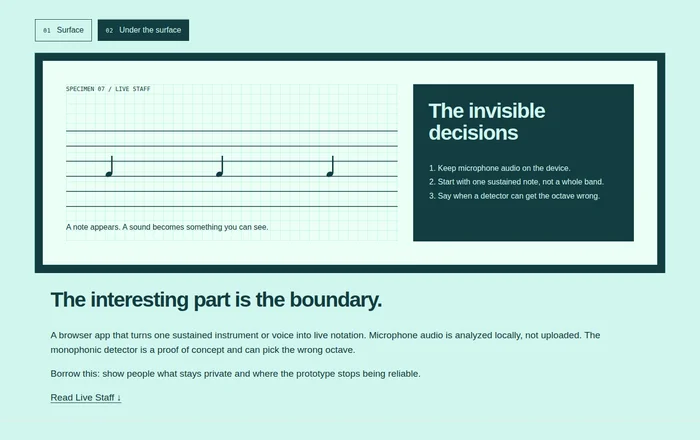 01 Surface
02 Under the surface
SPECIMEN 07 / LIVE STAFF
A note appears. A sound becomes something you can see.
The invisible
decisions
1. Keep microphone audio on the device.
2. Start with one sustained note, not a whole song.
3. Say when a detector can get the octave wrong.
The interesting part is the boundary.
A browser app that turns one sustained instrument or voice into live notation. Microphone audio is analyzed locally, not uploaded. The
monophonic detector is a proof of concept and can pick the wrong octave.
Borrow this: show people what stays private and where the prototype stops being reliable.
Read Live Staff ↓